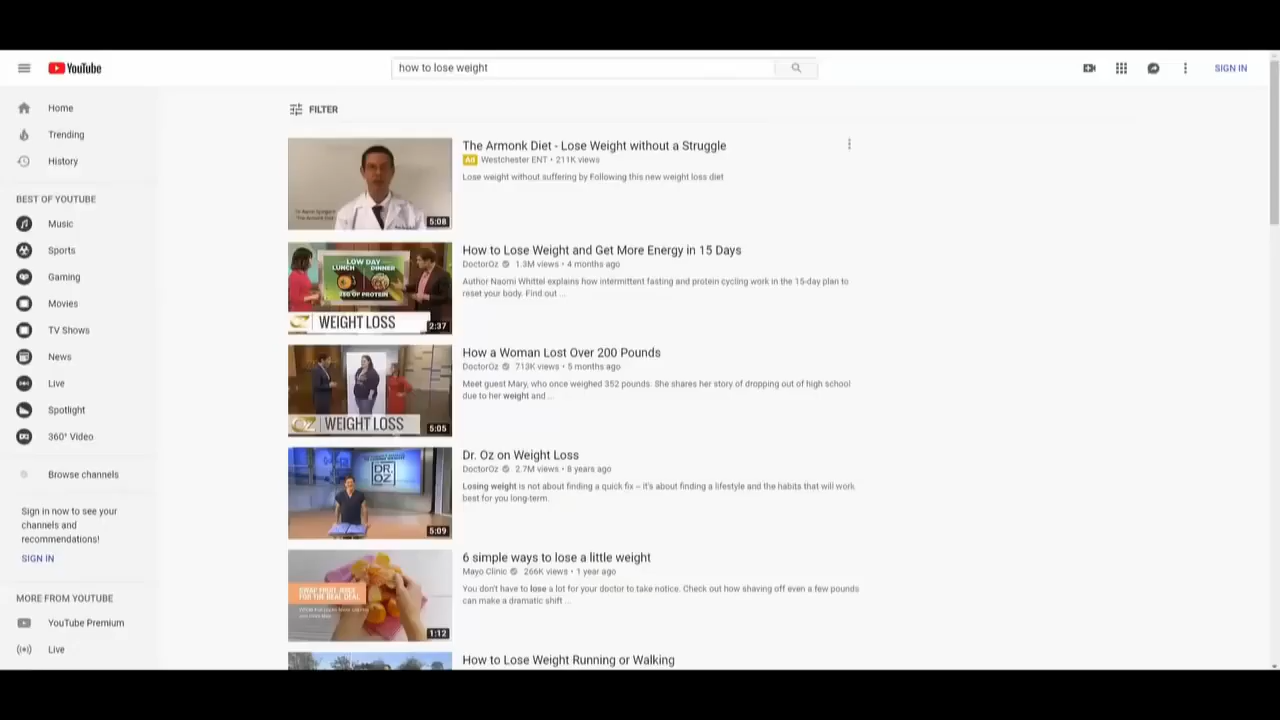 YouTube
how to lose weight
SIGN IN
Home
Trending
History
BEST OF YOUTUBE
Music
Sports
Gaming
Movies
TV Shows
News
Live
Spotlight
360° Video
Browse channels
Sign in now to see your
channels and
recommendations!
SIGN IN
MORE FROM YOUTUBE
YouTube Premium
Live
FILTER
5:08
The Armonk Diet - Lose Weight without a Struggle
Ad Westchester ENT • 211K views
Lose weight without suffering by Following this new weight loss diet
LOW DAY
LUNCH DINNER
OF PROTEIN
OZ WEIGHT LOSS
2:37
How to Lose Weight and Get More Energy in 15 Days
DoctorOz 1.3M views • 4 months ago
Author Naomi Whittel explains how intermittent fasting and protein cycling work in the 15-day plan to
reset your body. Find out ...
OZ WEIGHT LOSS
5:05
How a Woman Lost Over 200 Pounds
DoctorOz 713K views • 5 months ago
Meet guest Mary, who once weighed 352 pounds. She shares her story of dropping out of high school
due to her weight and ...
DR.
OZ
5:09
Dr. Oz on Weight Loss
DoctorOz 2.7M views • 8 years ago
Losing weight is not about finding a quick fix – it's about finding a lifestyle and the habits that will work
best for you long-term.
SWAP FRUIT JUICE
FOR THE REAL DEAL
1:12
6 simple ways to lose a little weight
Mayo Clinic 266K views • 1 year ago
You don't have to lose a lot for your doctor to take notice. Check out how shaving off even a few pounds
can make a dramatic shift ...
How to Lose Weight Running or Walking